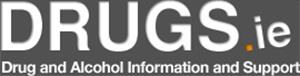 DRUGS.ie
Drug and Alcohol Information and Support